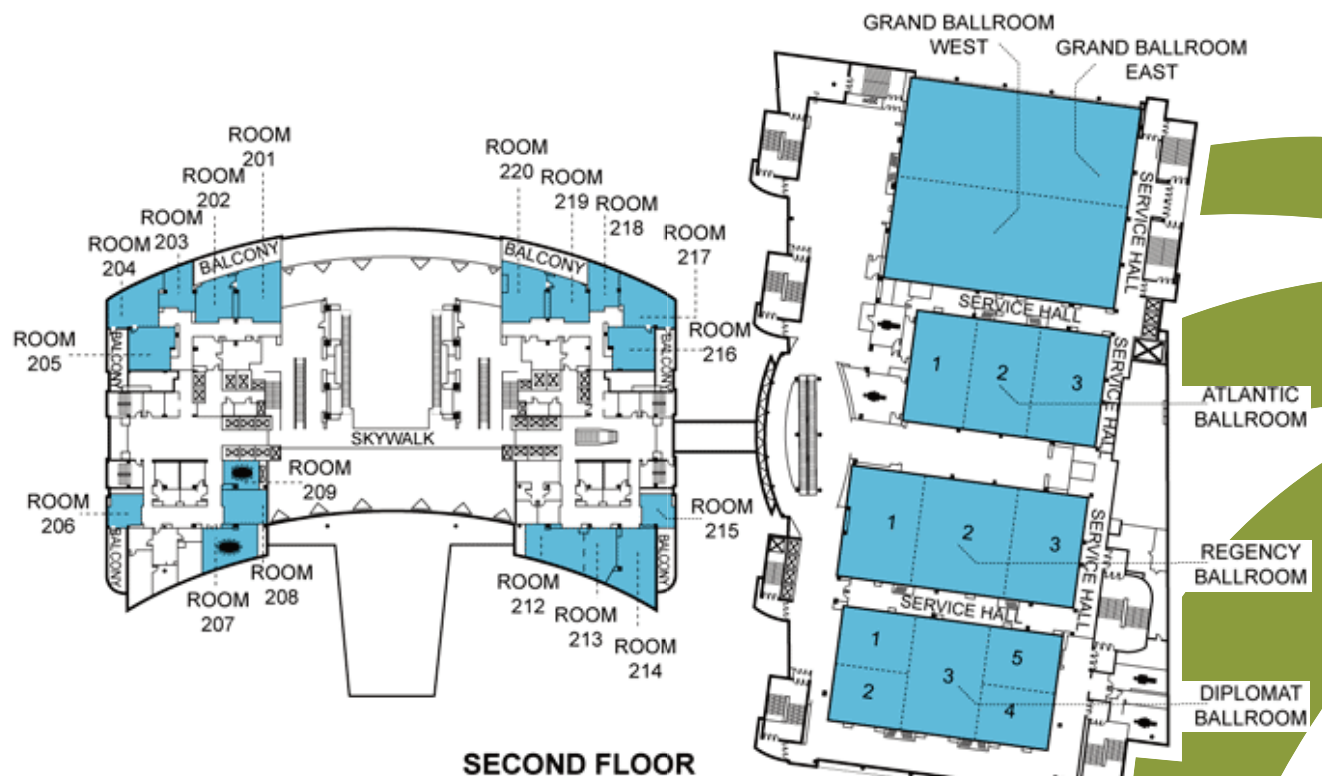 GRAND BALLROOM
WEST
GRAND BALLROOM
EAST
ROOM
201
ROOM
202
ROOM
203
ROOM
204
ROOM
205
BALCONY
BALCONY
ROOM
220
ROOM
219
ROOM
218
ROOM
217
ROOM
216
BALCONY
BALCONY
SERVICE HALL
SERVICE HALL
1
2
3
SERVICE HALL
ATLANTIC
BALLROOM
SKYWALK
ROOM
209
ROOM
206
BALCONY
ROOM
207
ROOM
208
ROOM
215
BALCONY
ROOM
212
ROOM
213
ROOM
214
1
2
3
SERVICE HALL
REGENCY
BALLROOM
SERVICE HALL
1
2
3
5
4
DIPLOMAT
BALLROOM
SECOND FLOOR